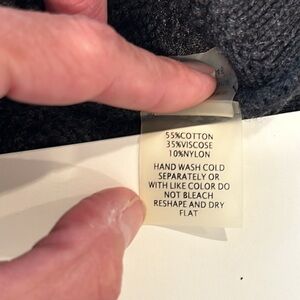 55%COTTON
35%VISCOSE
10%NYLON
HAND WASH COLD
SEPARATELY OR
WITH LIKE COLOR DO
NOT BLEACH
RESHAPE AND DRY
FLAT